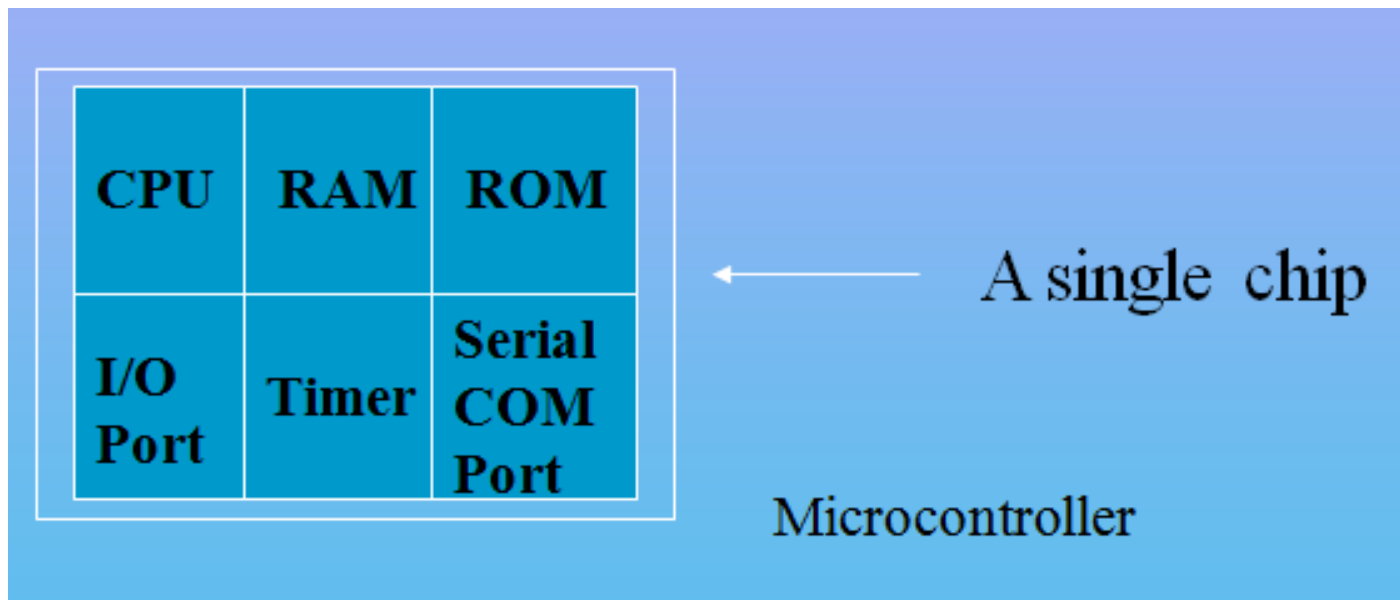 CPU
RAM
ROM
I/O
Port
Timer
Serial
COM
Port
A single chip
Microcontroller